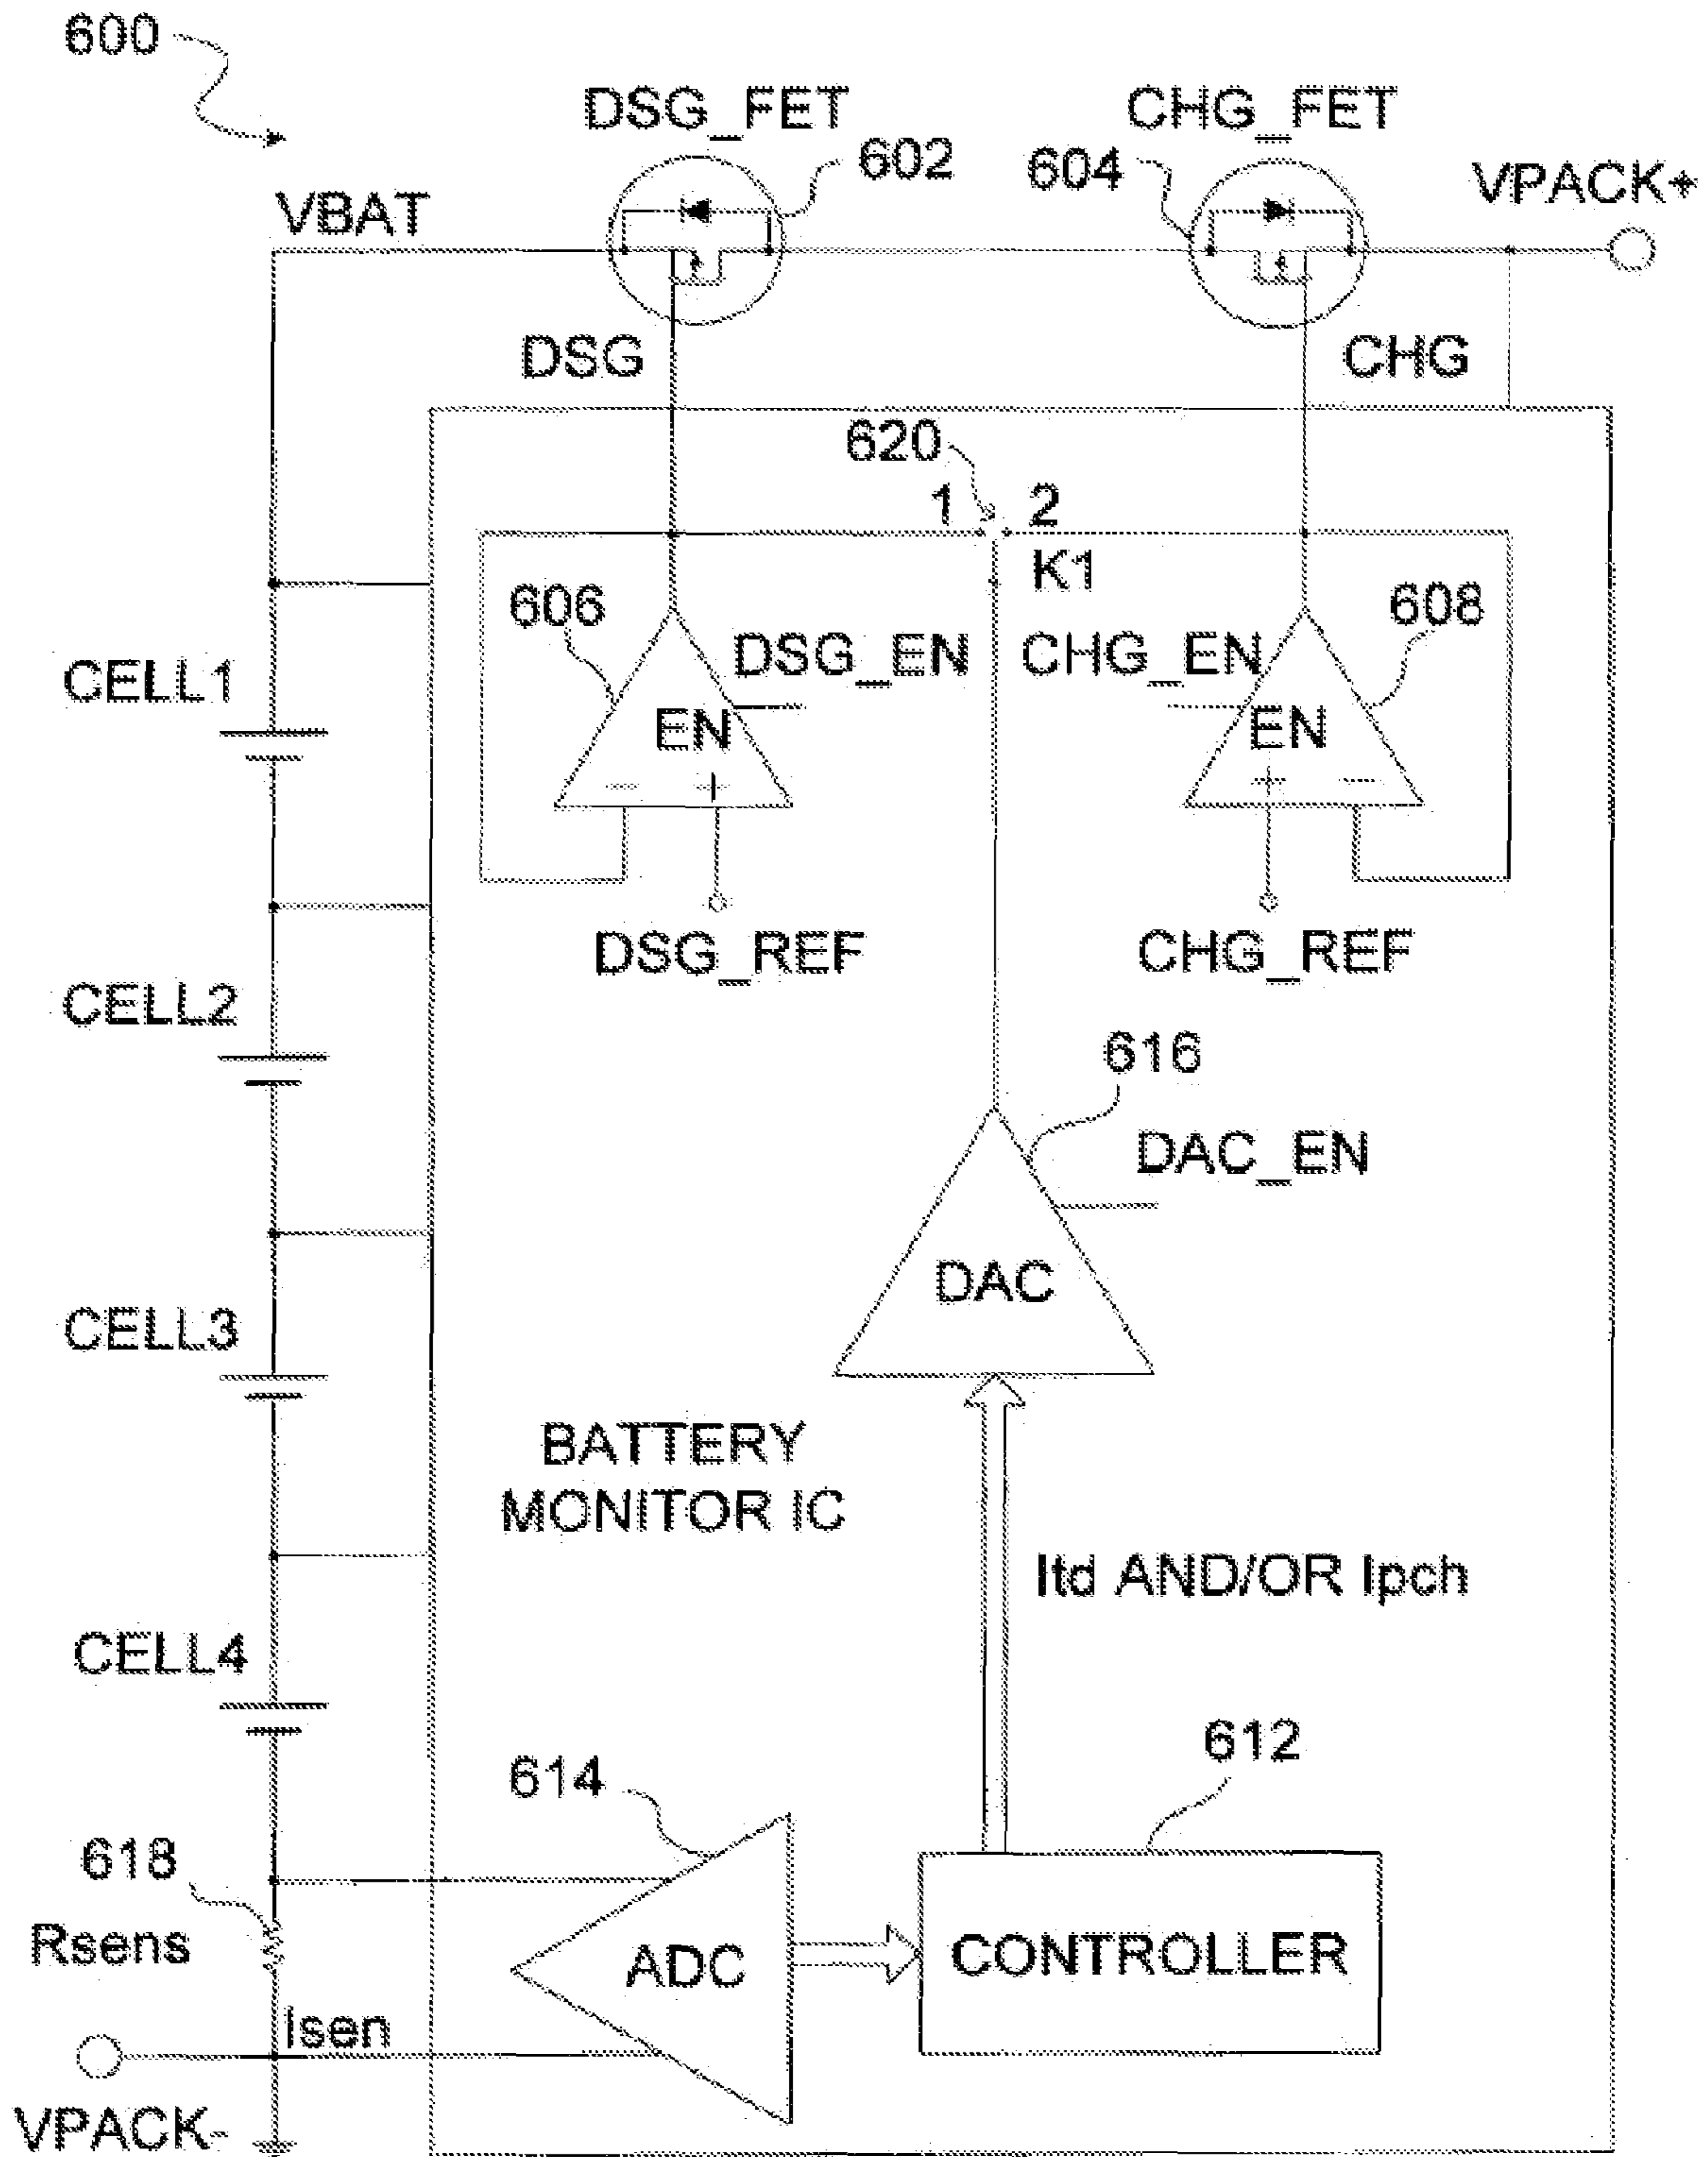 600
DSG_FET
CHG_FET
602
604
VPACK+
VBAT
DSG
CHG
620
1
2
K1
606
608
DSG_EN
CHG_EN
CELL1
EN
EN
- +
+ -
DSG_REF
CHG_REF
CELL2
616
DAC_EN
DAC
CELL3
BATTERY
MONITOR IC
Itd AND/OR Ipch
CELL4
612
614
618
Rsens
ADC
CONTROLLER
Isen
VPACK-